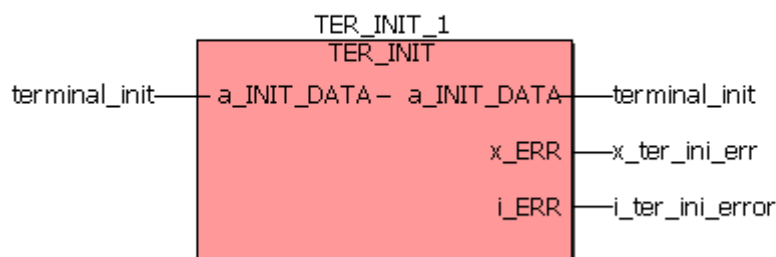 TER_INIT_1
TER_INIT
terminal_init a_INIT_DATA – a_INIT_DATA terminal_init
x_ERR x_ter_ini_err
i_ERR i_ter_ini_error